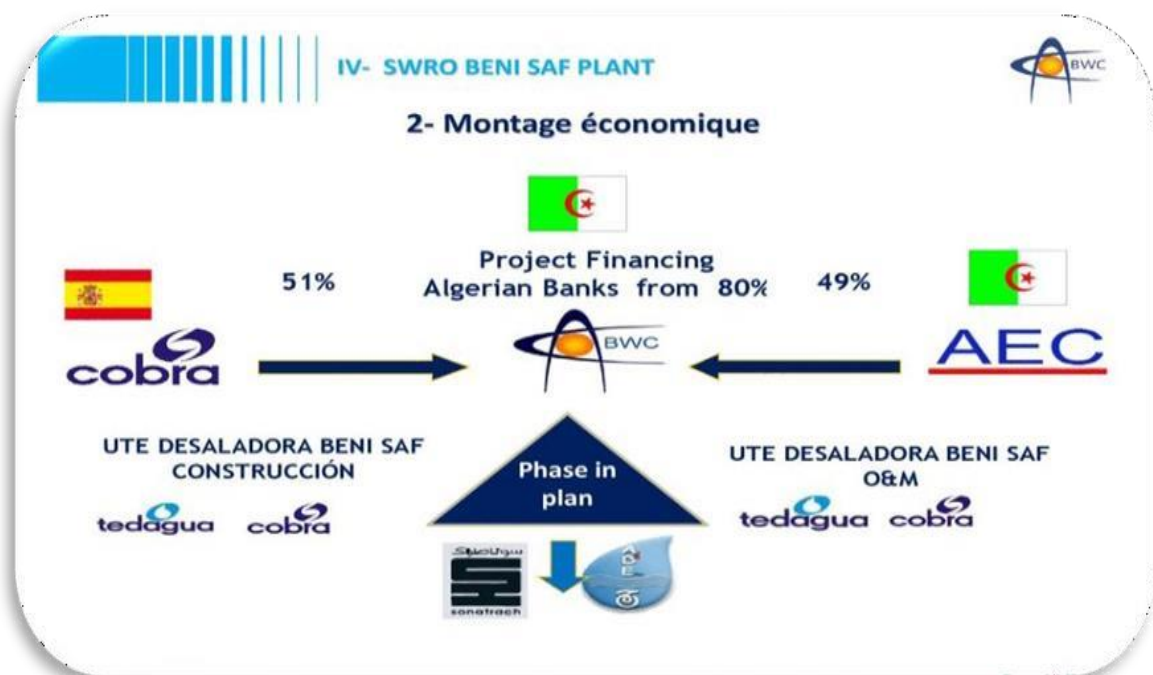 IV- SWRO BENI SAF PLANT
BWC
2- Montage économique
51%
Project Financing
Algerian Banks from 80%
49%
cobra
BWC
AEC
UTE DESALADORA BENI SAF
CONSTRUCCIÓN
tedagua cobra
Phase in
plan
UTE DESALADORA BENI SAF
O&M
tedagua cobra
سوناطراك
sonatrach